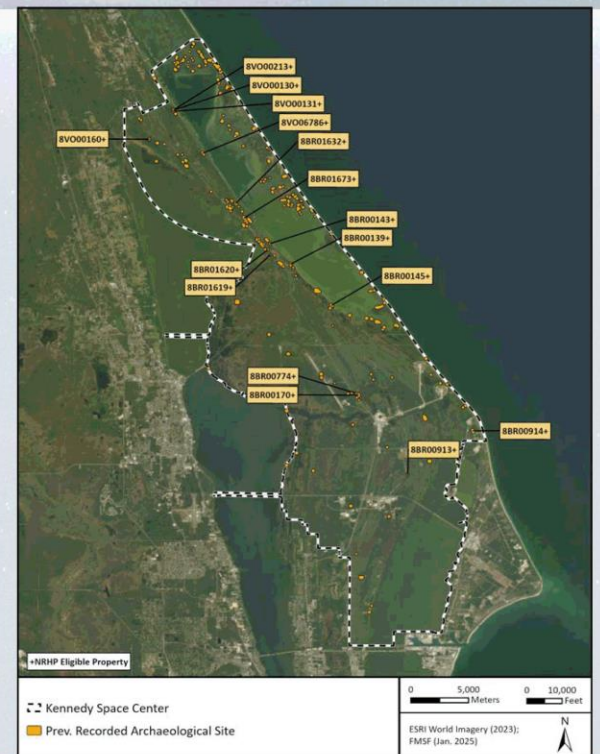 8VO00213+
8VO00130+
8VO00131+
8VO06786+
8VO00160+
8BR01632+
8BR01673+
8BR00143+
8BR00139+
8BR01620+
8BR01619+
8BR00145+
8BR00774+
8BR00170+
8BR00914+
8BR00913+
+NRHP Eligible Property
Kennedy Space Center
Prev. Recorded Archaeological Site
0 5,000
Meters
0 10,000
Feet
ESRI World Imagery (2023);
FMSF (Jan. 2025)
N